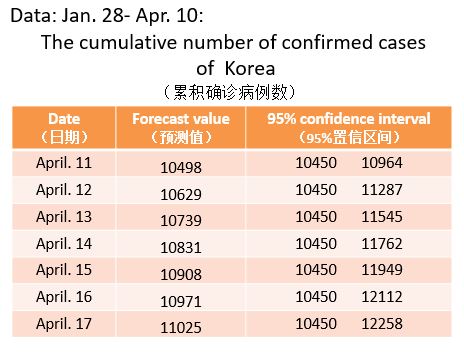 Data: Jan. 28- Apr. 10:
The cumulative number of confirmed cases
of Korea
（累积确诊病例数）
Date Forecast value 95% confidence interval
（日期） （预测值） （95%置信区间）
April. 11 10498 10450 10964
April. 12 10629 10450 11287
April. 13 10739 10450 11545
April. 14 10831 10450 11762
April. 15 10908 10450 11949
April. 16 10971 10450 12112
April. 17 11025 10450 12258